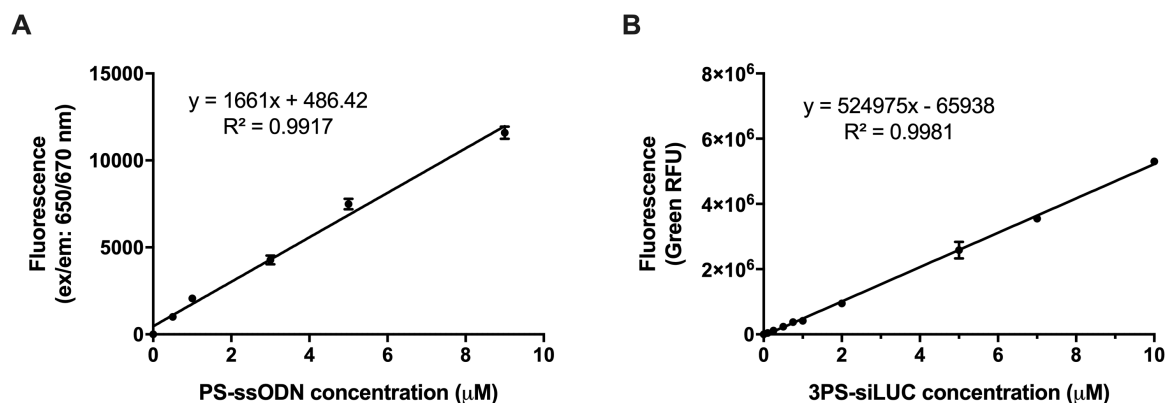 A
Fluorescence
(ex/em: 650/670 nm)
15000
10000
5000
0
y = 1661x + 486.42
R² = 0.9917
0 2 4 6 8 10
PS-ssODN concentration (μM)
B
Fluorescence
(Green RFU)
8×10⁶
6×10⁶
4×10⁶
2×10⁶
0
y = 524975x - 65938
R² = 0.9981
0 2 4 6 8 10
3PS-siLUC concentration (μM)